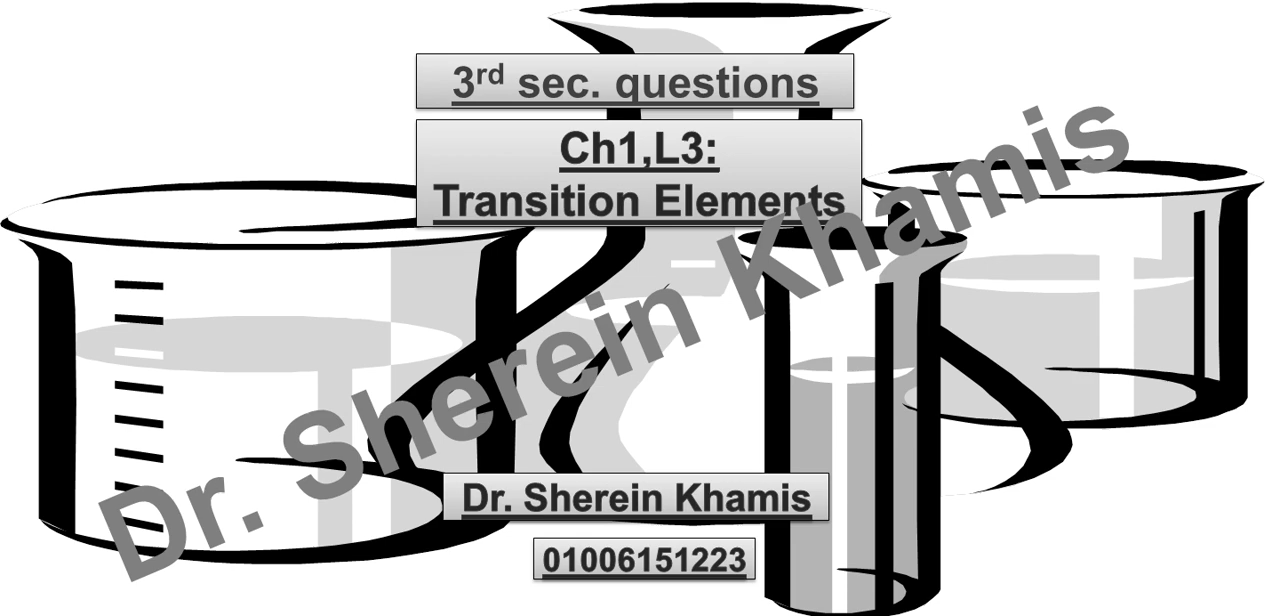 3rd sec. questions
Ch1,L3:
Transition Elements
Dr. Sherein Khamis
Dr. Sherein Khamis
01006151223